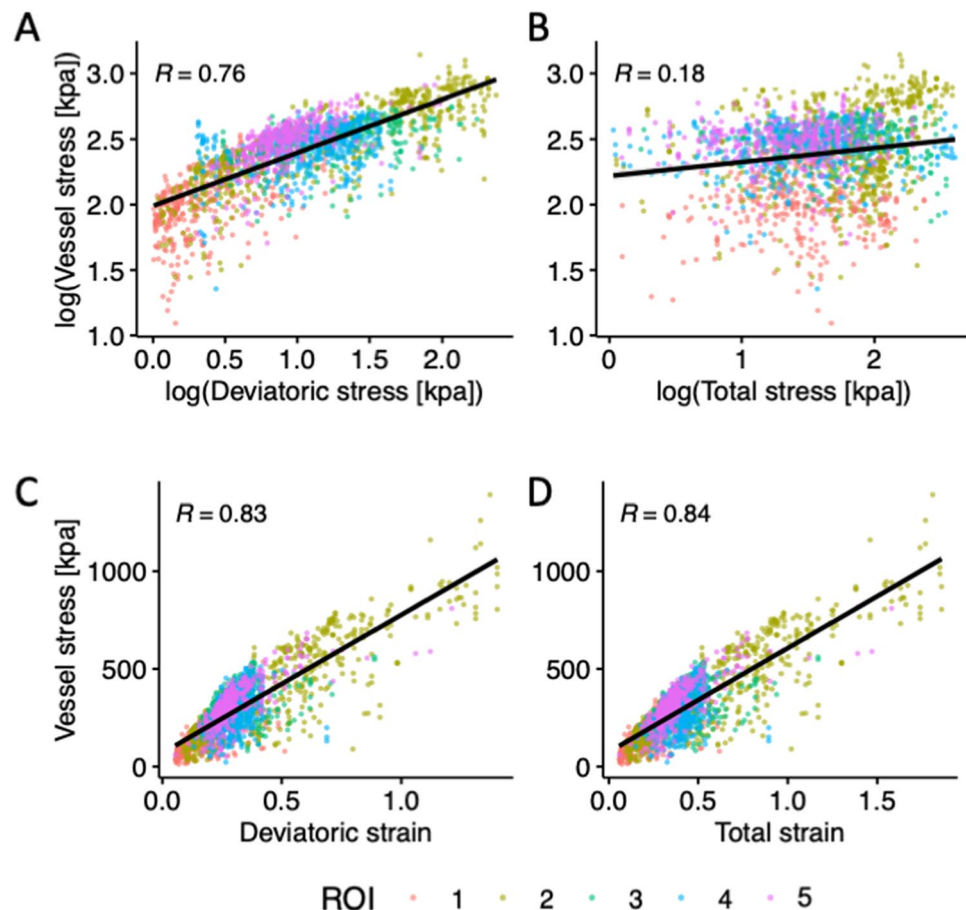 A
B
log(Vessel stress [kpa])
R = 0.76
3.0
2.5
2.0
1.5
1.0
0.0 0.5 1.0 1.5 2.0
log(Deviatoric stress [kpa])
R = 0.18
3.0
2.5
2.0
1.5
1.0
0 1 2
log(Total stress [kpa])
C
D
Vessel stress [kpa]
R = 0.83
1000
500
0
0.0 0.5 1.0
Deviatoric strain
R = 0.84
1000
500
0
0.0 0.5 1.0 1.5
Total strain
ROI 1 2 3 4 5